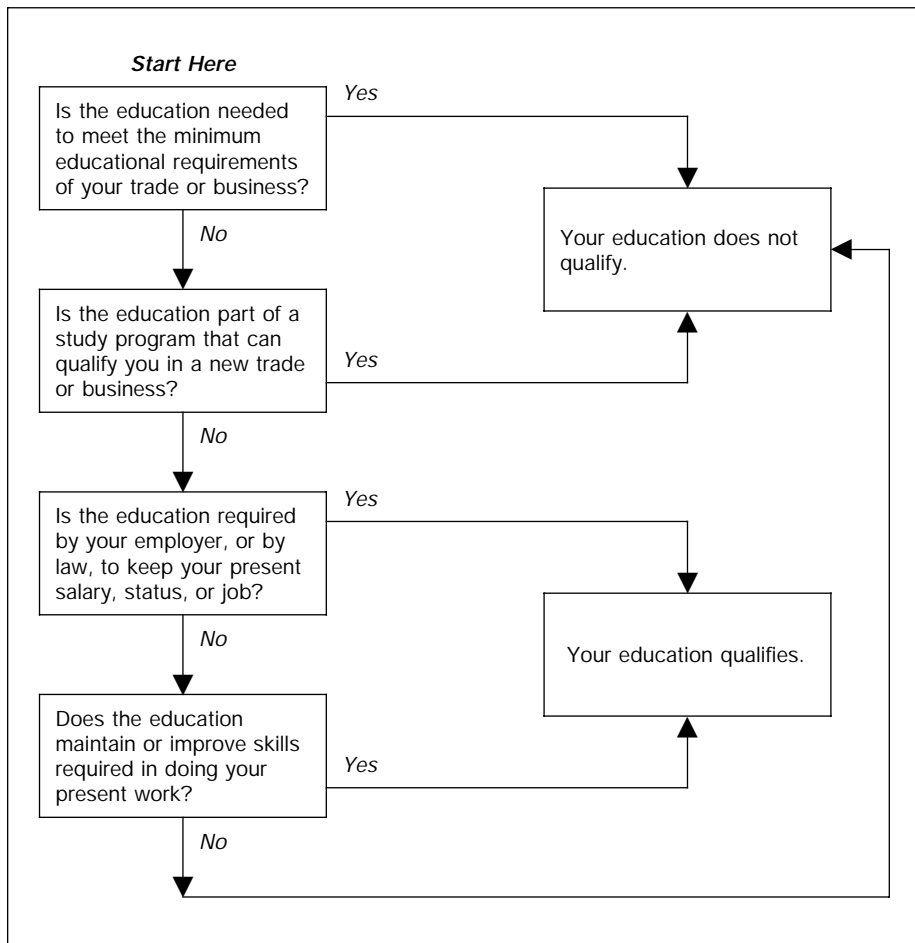 Start Here
Is the education needed
to meet the minimum
educational requirements
of your trade or business?
Yes
No
Your education does not
qualify.
Is the education part of a
study program that can
qualify you in a new trade
or business?
Yes
No
Is the education required
by your employer, or by
law, to keep your present
salary, status, or job?
Yes
No
Your education qualifies.
Does the education
maintain or improve skills
required in doing your
present work?
Yes
No